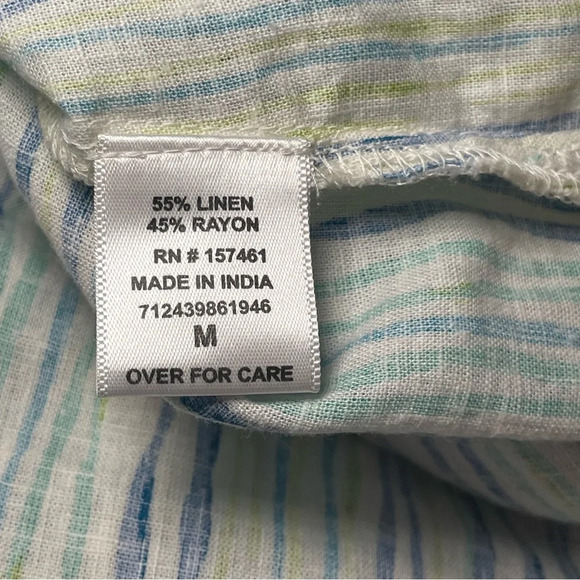 55% LINEN
45% RAYON
RN # 157461
MADE IN INDIA
712439861946
M
OVER FOR CARE